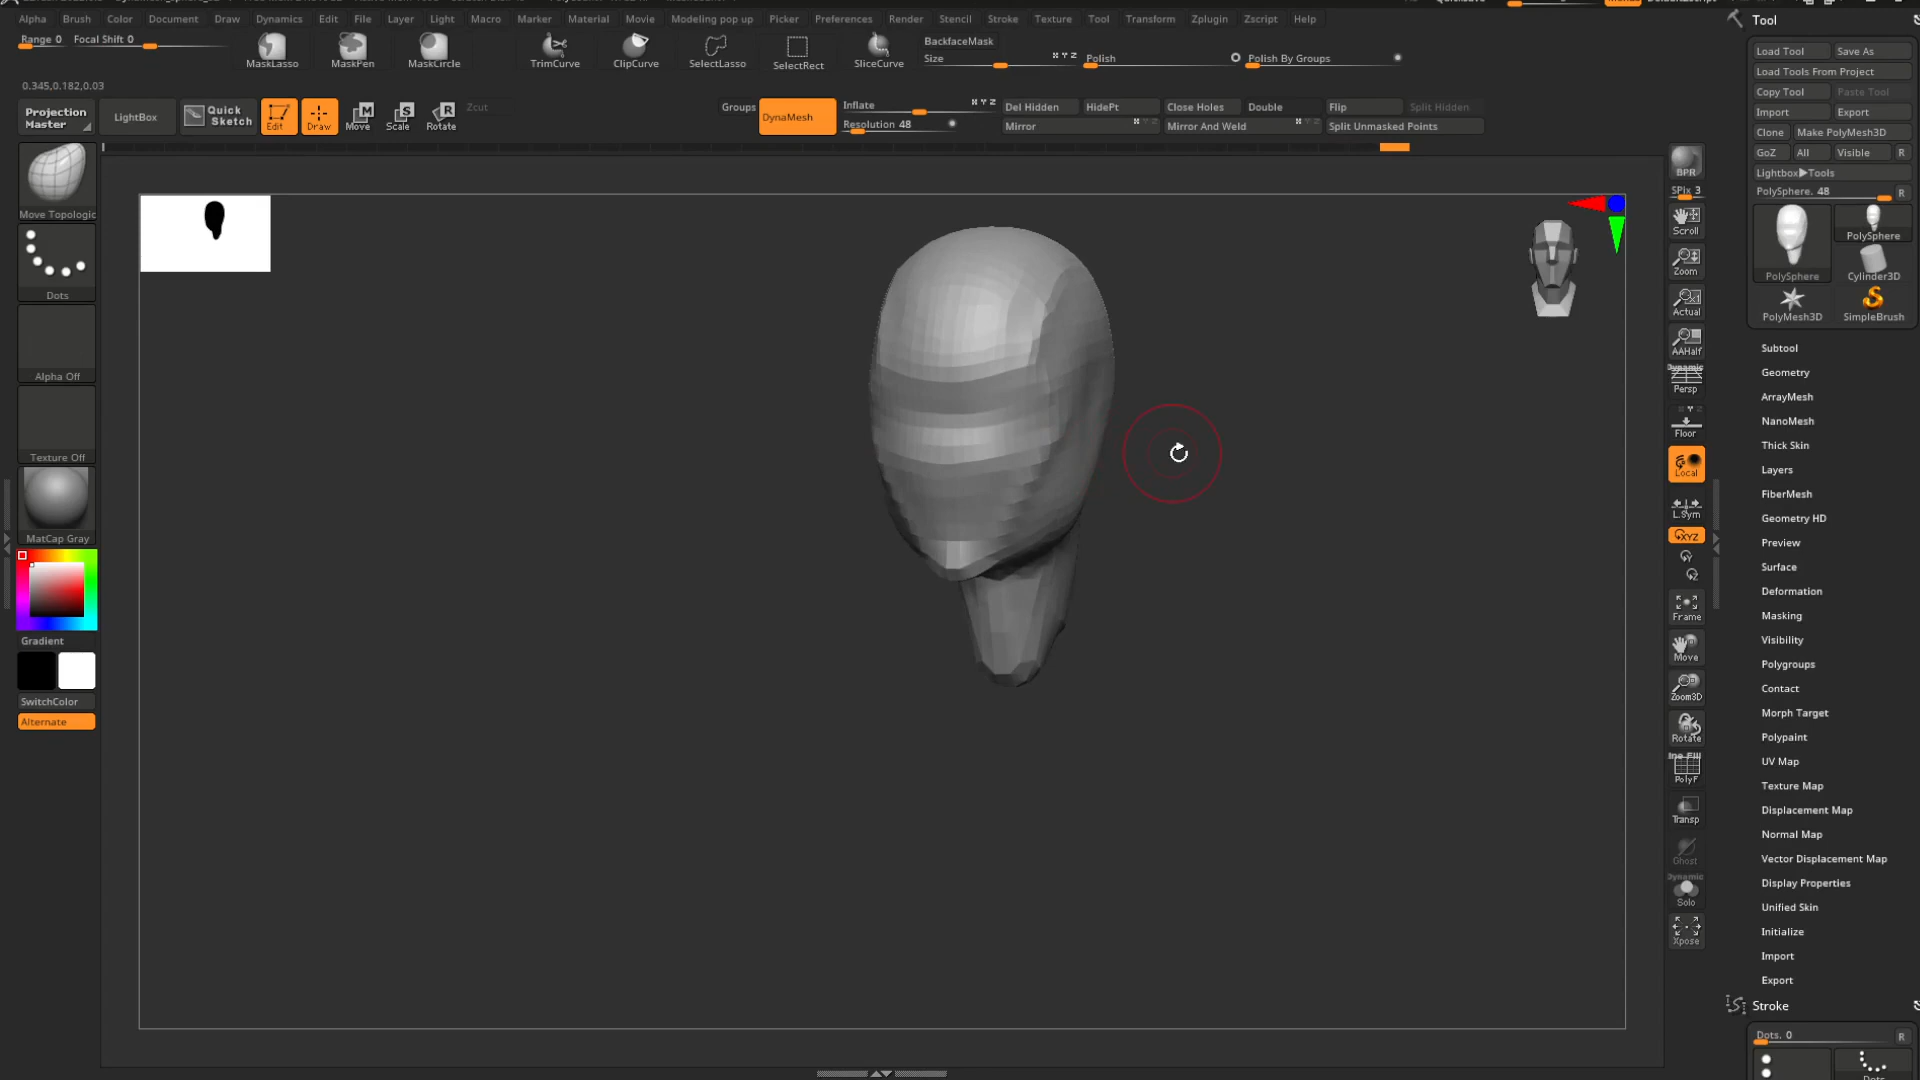 Alpha Brush Color Document Draw Dynamics Edit File Layer Light Macro Marker Material Movie Modeling pop up Picker Preferences Render Stencil Stroke Texture Tool Transform Zplugin Zscript Help
Range 0 Focal Shift 0
MaskLasso MaskPen MaskCircle TrimCurve ClipCurve SelectLasso SelectRect SliceCurve
BackfaceMask
Size Polish Polish By Groups
0.345,0.182,0.03
Projection Master
LightBox
Quick Sketch
Edit Draw Move Scale Rotate
Zcut
Groups DynaMesh
Inflate
Resolution 48
Del Hidden HidePt Close Holes Double Flip Split Hidden
Mirror Mirror And Weld Split Unmasked Points
Move Topologic
Dots
Alpha Off
Texture Off
MatCap Gray
Gradient
SwitchColor
Alternate
BPR
SPix 3
Scroll
Zoom
Actual
AAHalf
Dynamic
Persp
Floor
Local
L.Sym
XYZ
Y
Z
Frame
Move
Zoom3D
Rotate
Line Fill
PolyF
Transp
Ghost
Dynamic
Solo
Xpose
Tool
Load Tool Save As
Load Tools From Project
Copy Tool Paste Tool
Import Export
Clone Make PolyMesh3D
GoZ All Visible R
Lightbox▶Tools
PolySphere. 48 R
PolySphere
PolySphere Cylinder3D
PolyMesh3D SimpleBrush
Subtool
Geometry
ArrayMesh
NanoMesh
Thick Skin
Layers
FiberMesh
Geometry HD
Preview
Surface
Deformation
Masking
Visibility
Polygroups
Contact
Morph Target
Polypaint
UV Map
Texture Map
Displacement Map
Normal Map
Vector Displacement Map
Display Properties
Unified Skin
Initialize
Import
Export
Stroke
Dots. 0 R
Dots